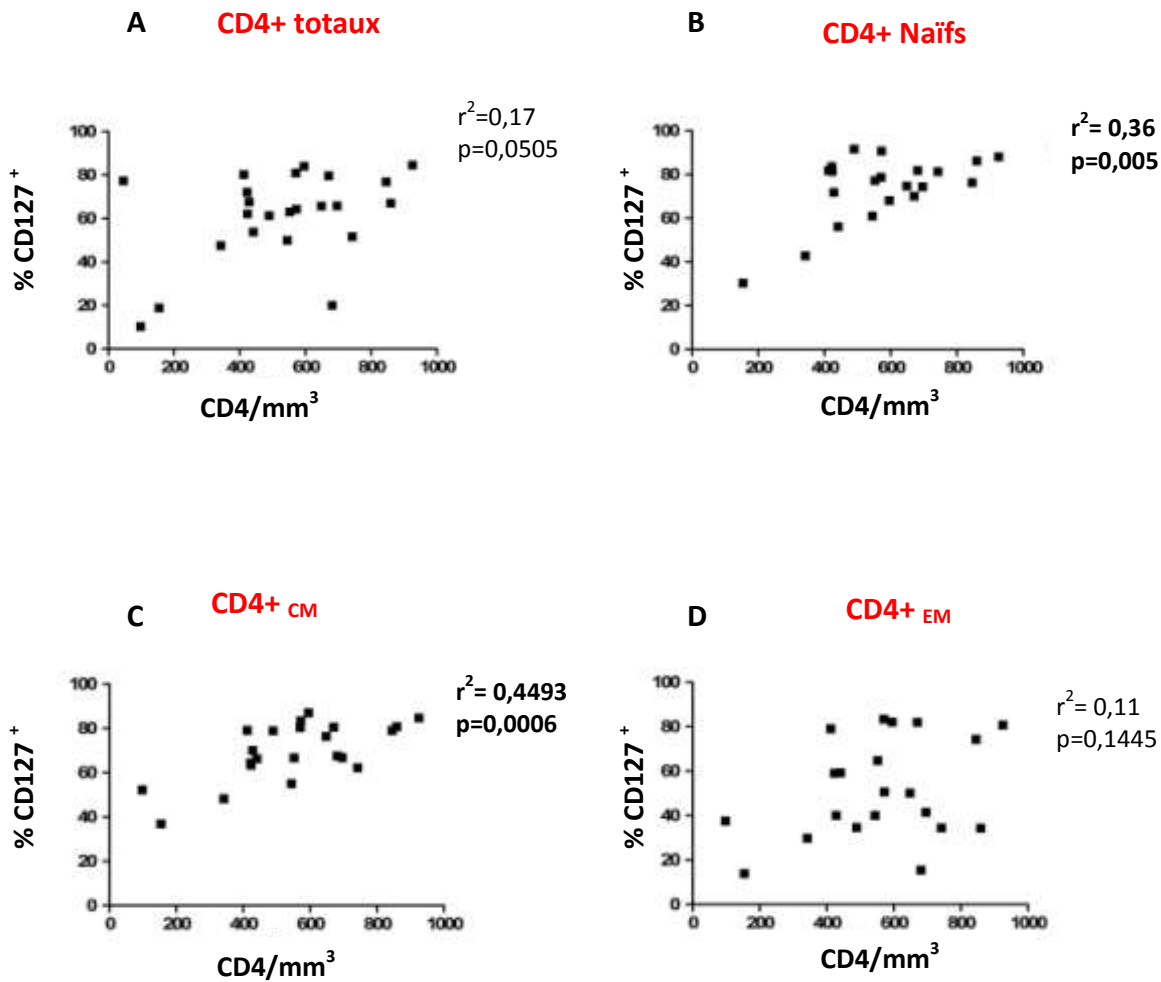 A
CD4+ totaux
r²=0,17
p=0,0505
100
80
60
40
20
0
0 200 400 600 800 1000
% CD127 +
CD4/mm³
B
CD4+ Naïfs
r²= 0,36
p=0,005
100
80
60
40
20
0
0 200 400 600 800 1000
% CD127 +
CD4/mm³
C
CD4+ CM
r²= 0,4493
p=0,0006
100
80
60
40
20
0
0 200 400 600 800 1000
% CD127 +
CD4/mm³
D
CD4+ EM
r²= 0,11
p=0,1445
100
80
60
40
20
0
0 200 400 600 800 1000
% CD127 +
CD4/mm³